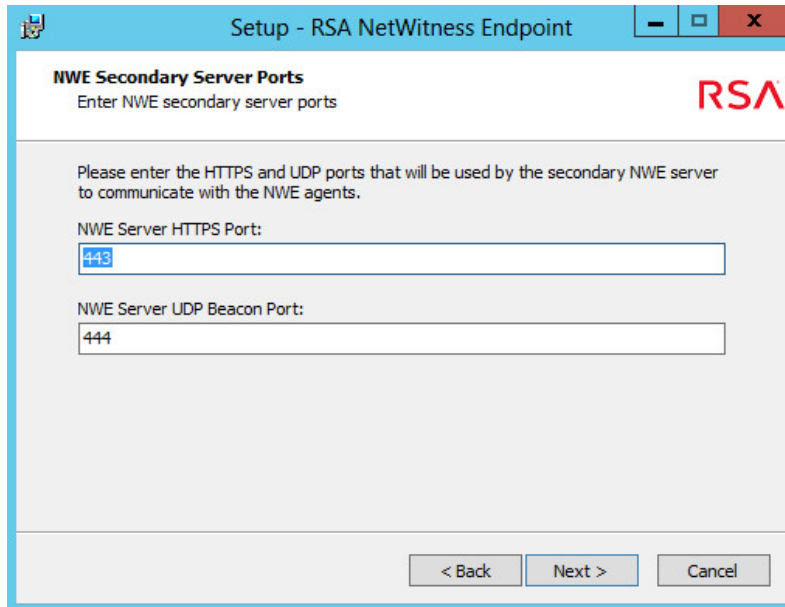 Setup - RSA NetWitness Endpoint
NWE Secondary Server Ports
Enter NWE secondary server ports
RSA
Please enter the HTTPS and UDP ports that will be used by the secondary NWE server
to communicate with the NWE agents.
NWE Server HTTPS Port:
443
NWE Server UDP Beacon Port:
444
< Back Next > Cancel